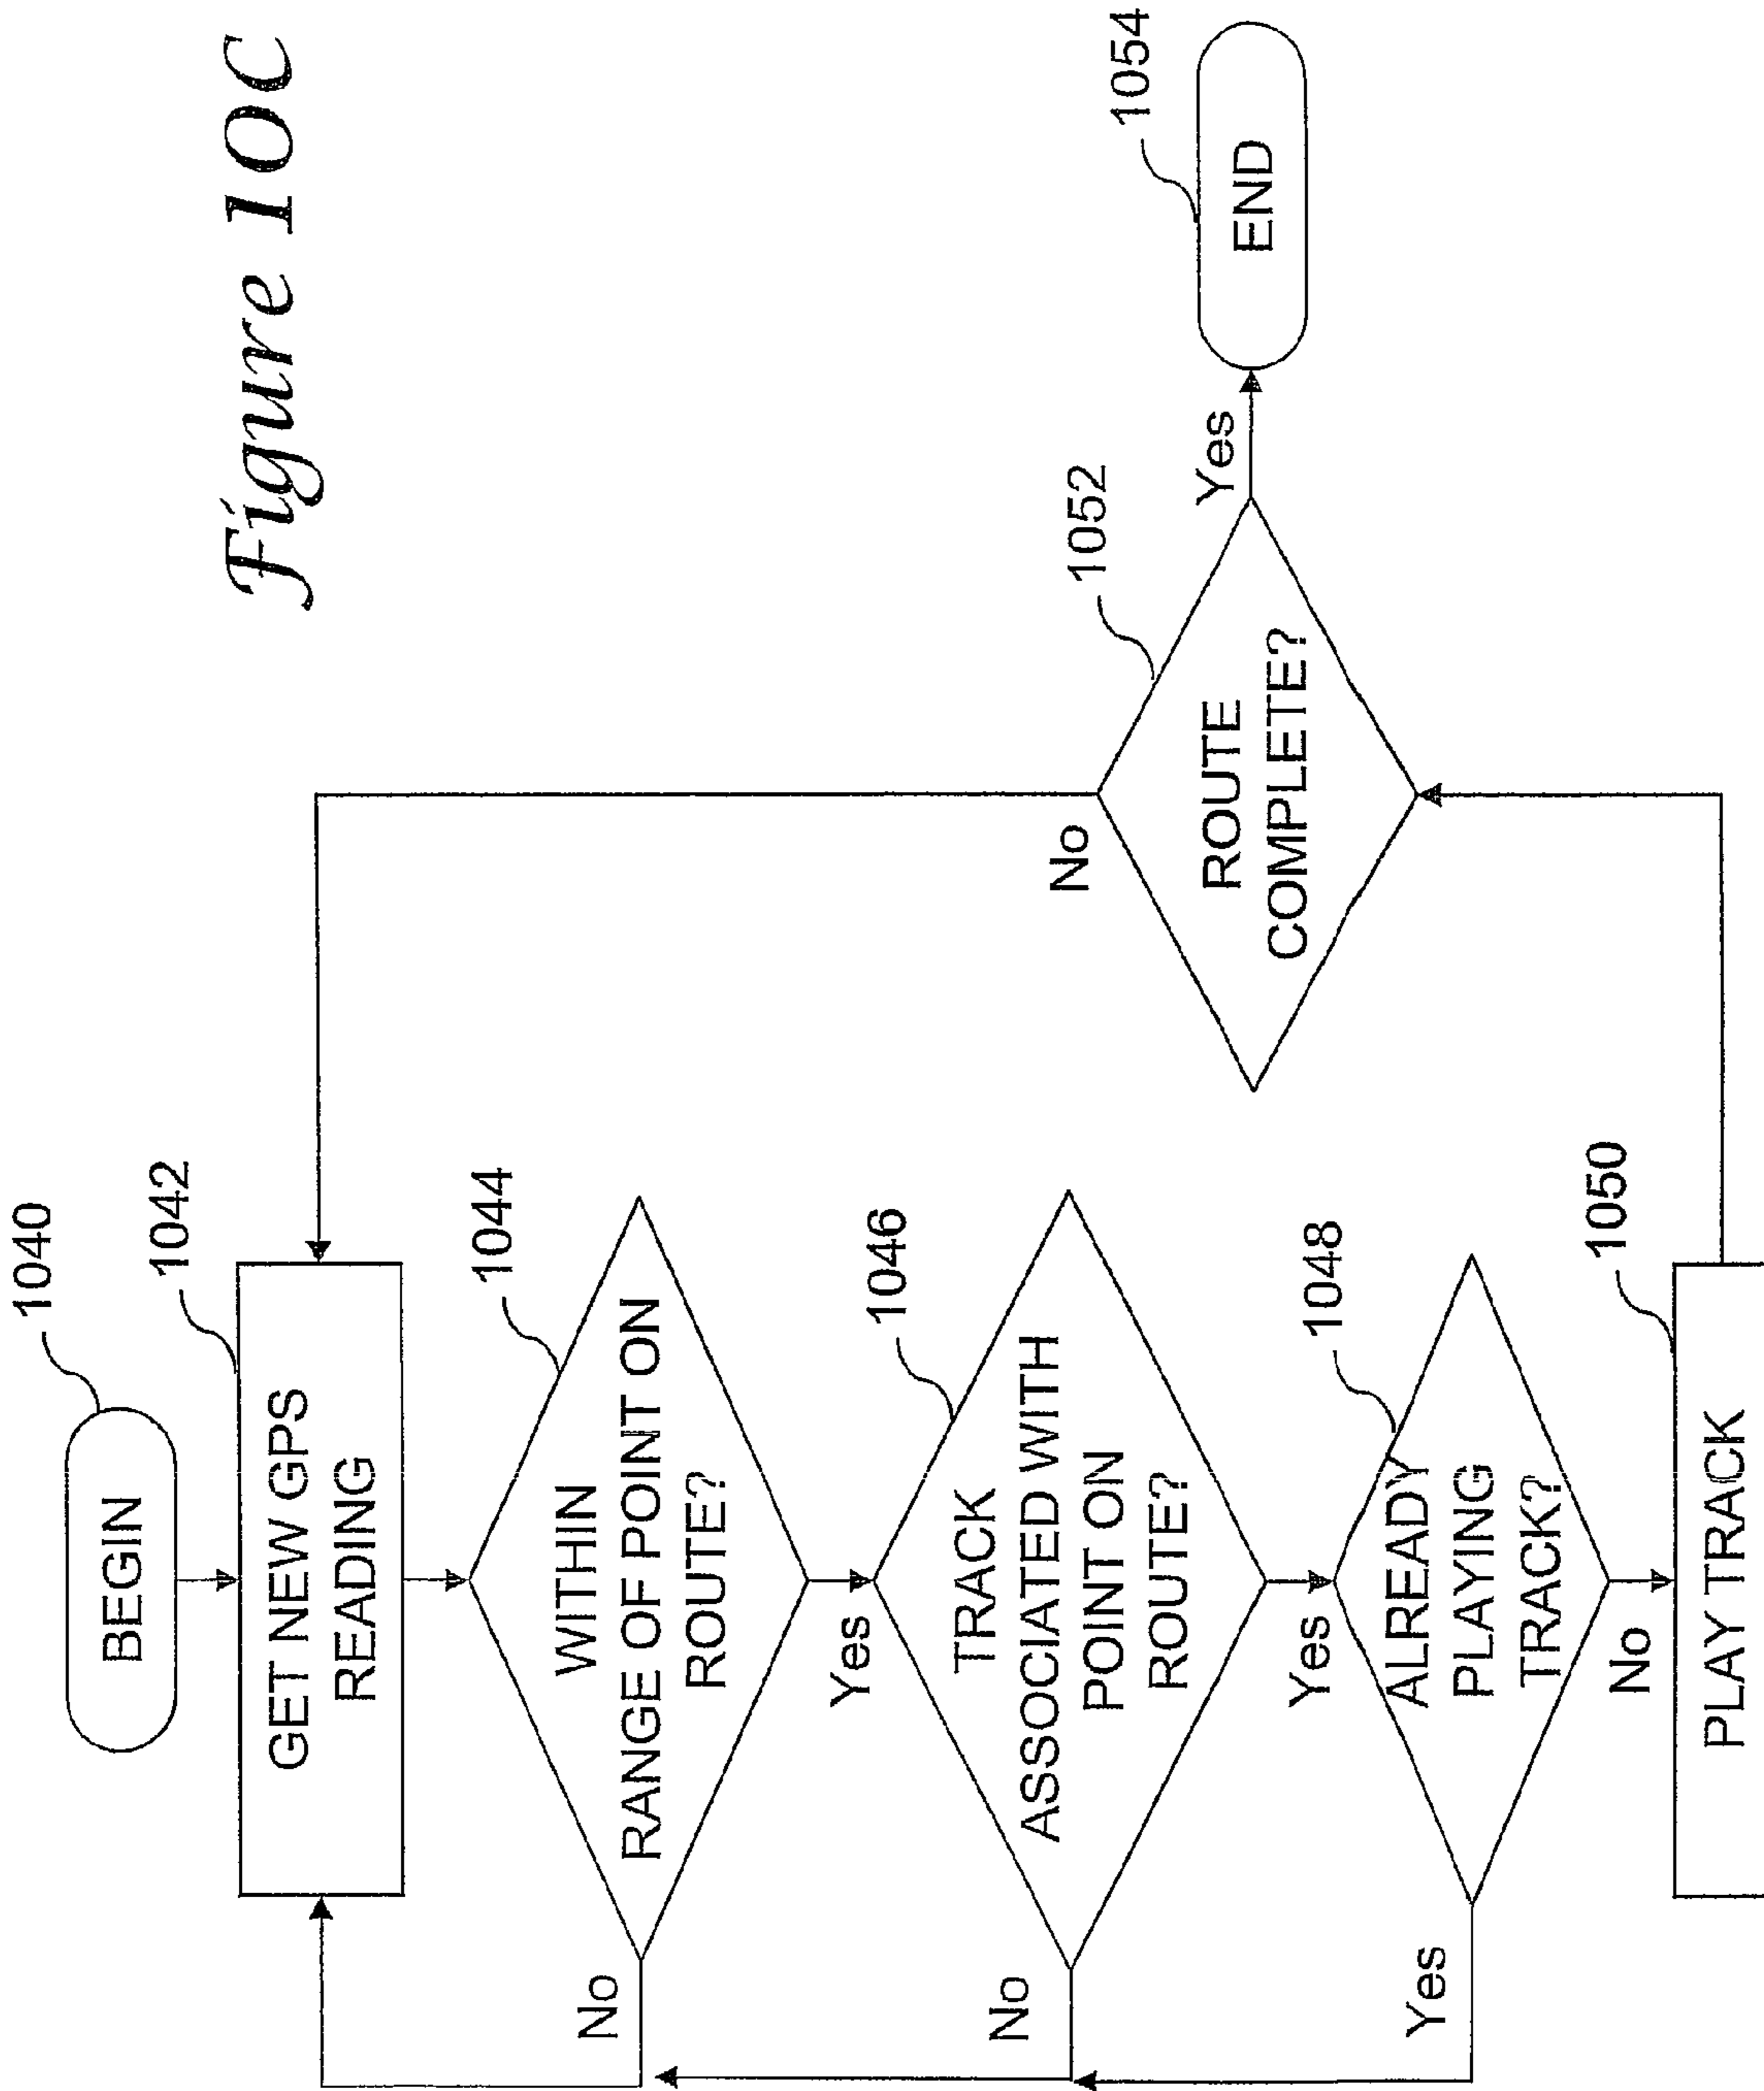 Figure 10C
BEGIN
1040
GET NEW GPS
READING
1042
WITHIN
RANGE OF POINT ON
ROUTE?
1044
No
Yes
TRACK
ASSOCIATED WITH
POINT ON
ROUTE?
1046
No
Yes
ALREADY
PLAYING
TRACK?
1048
Yes
No
PLAY TRACK
1050
ROUTE
COMPLETE?
1052
No
Yes
END
1054